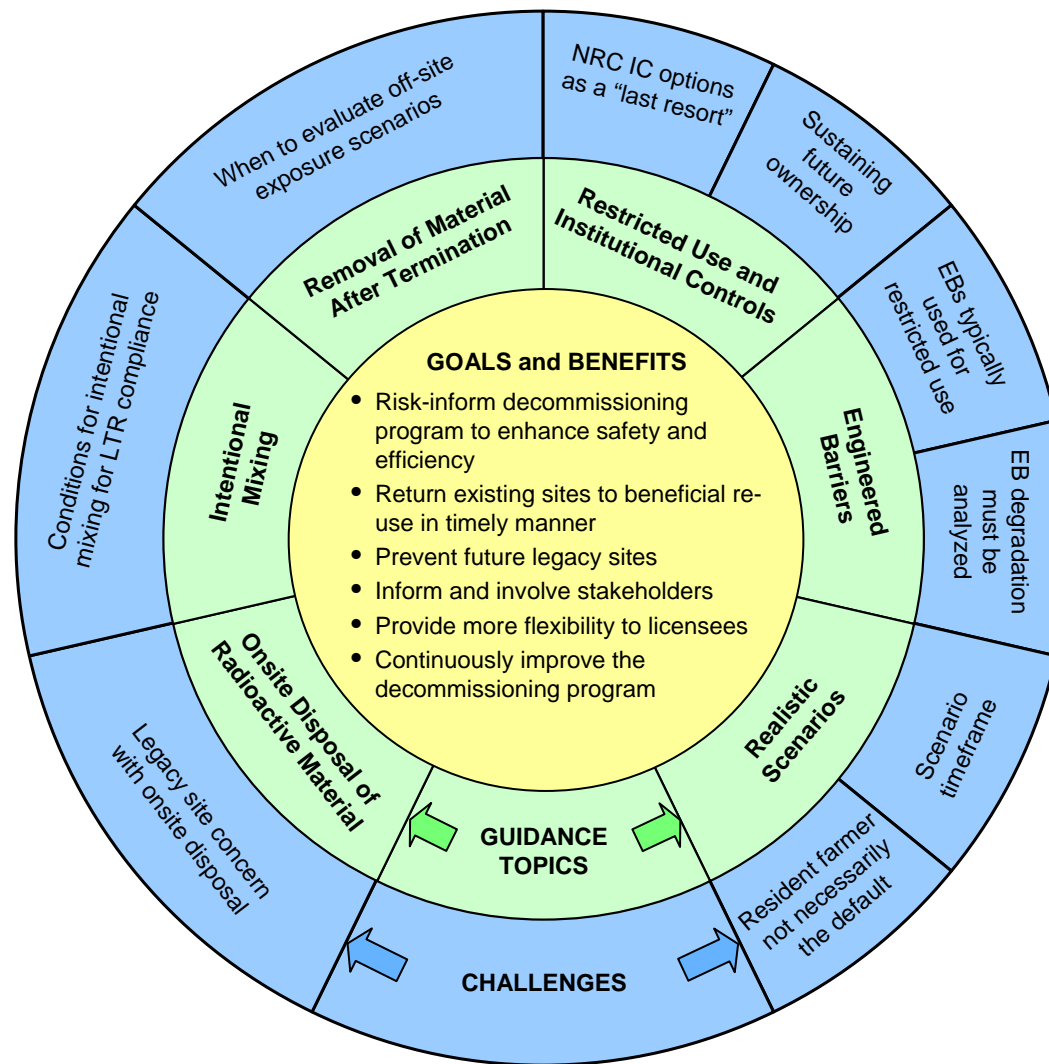 When to evaluate off-site
exposure scenarios
NRC IC options
as a “last resort”
Sustaining
future
ownership
EBs typically
used for
restricted use
EB degradation
must be
analyzed
Scenario
timeframe
Resident farmer
not necessarily
the default
CHALLENGES
Legacy site concern
with onsite disposal
Conditions for intentional
mixing for LTR compliance
Removal of Material
After Termination
Restricted Use and
Institutional Controls
Engineered
Barriers
Realistic
Scenarios
GUIDANCE
TOPICS
Onsite Disposal of
Radioactive Material
Intentional
Mixing
GOALS and BENEFITS
• Risk-inform decommissioning
program to enhance safety and
efficiency
• Return existing sites to beneficial re-
use in timely manner
• Prevent future legacy sites
• Inform and involve stakeholders
• Provide more flexibility to licensees
• Continuously improve the
decommissioning program